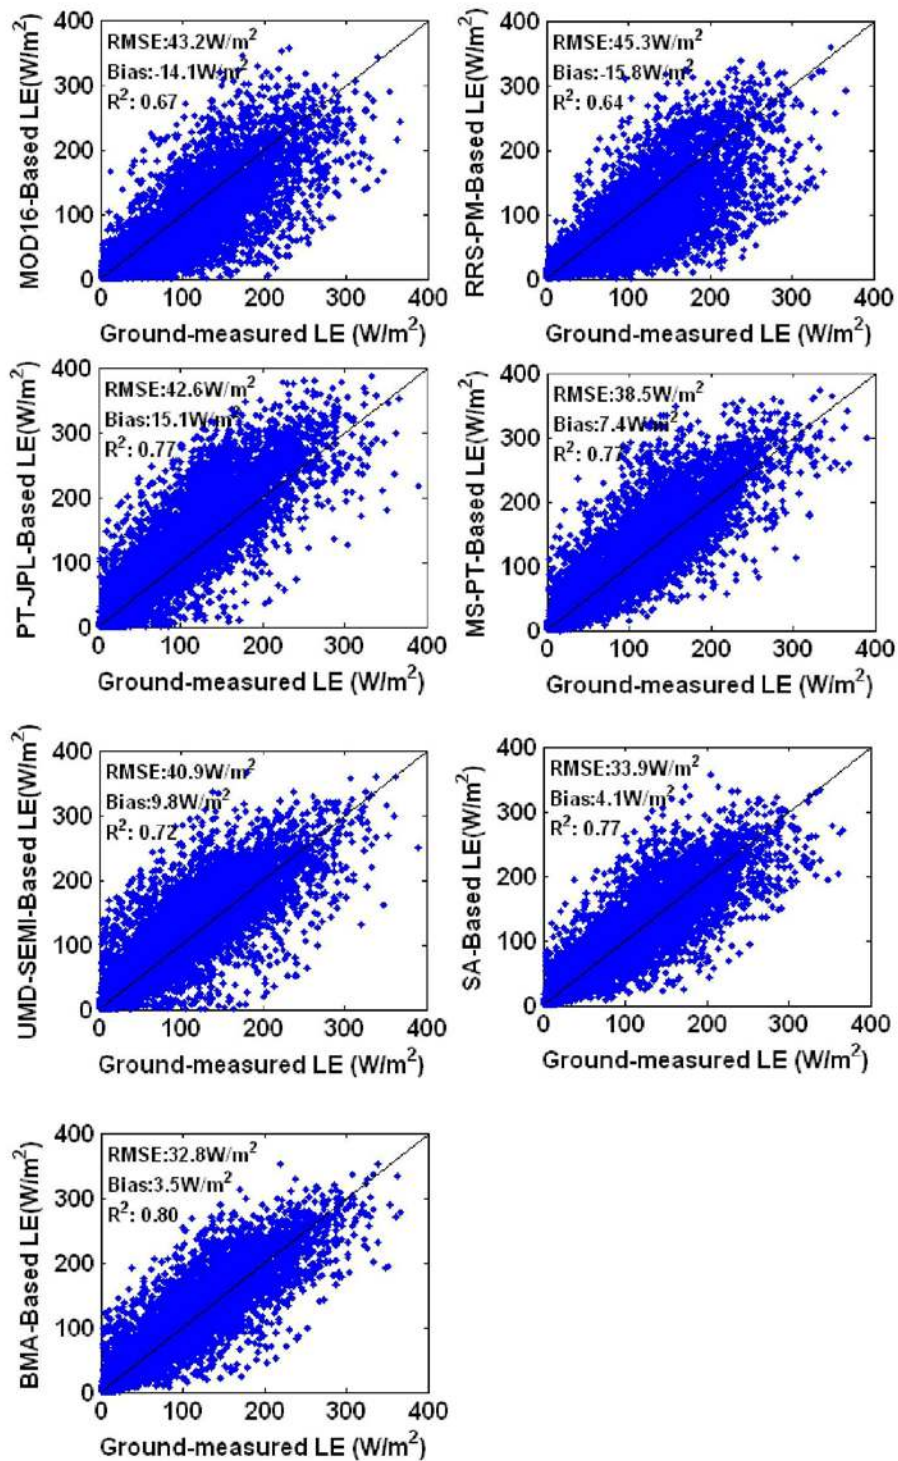 MOD16-Based LE(W/m²)
400
300
200
100
0
RMSE:43.2W/m²
Bias:-14.1W/m²
R²: 0.67
0 100 200 300 400
Ground-measured LE (W/m²)
RRS-PM-Based LE(W/m²)
400
300
200
100
0
RMSE:45.3W/m²
Bias:-15.8W/m²
R²: 0.64
0 100 200 300 400
Ground-measured LE (W/m²)
PT-JPL-Based LE(W/m²)
400
300
200
100
0
RMSE:42.6W/m²
Bias:15.1W/m²
R²: 0.77
0 100 200 300 400
Ground-measured LE (W/m²)
MS-PT-Based LE(W/m²)
400
300
200
100
0
RMSE:38.5W/m²
Bias:7.4W/m²
R²: 0.77
0 100 200 300 400
Ground-measured LE (W/m²)
UMD-SEMI-Based LE(W/m²)
400
300
200
100
0
RMSE:40.9W/m²
Bias:9.8W/m²
R²: 0.72
0 100 200 300 400
Ground-measured LE (W/m²)
SA-Based LE(W/m²)
400
300
200
100
0
RMSE:33.9W/m²
Bias:4.1W/m²
R²: 0.77
0 100 200 300 400
Ground-measured LE (W/m²)
BMA-Based LE(W/m²)
400
300
200
100
0
RMSE:32.8W/m²
Bias:3.5W/m²
R²: 0.80
0 100 200 300 400
Ground-measured LE (W/m²)